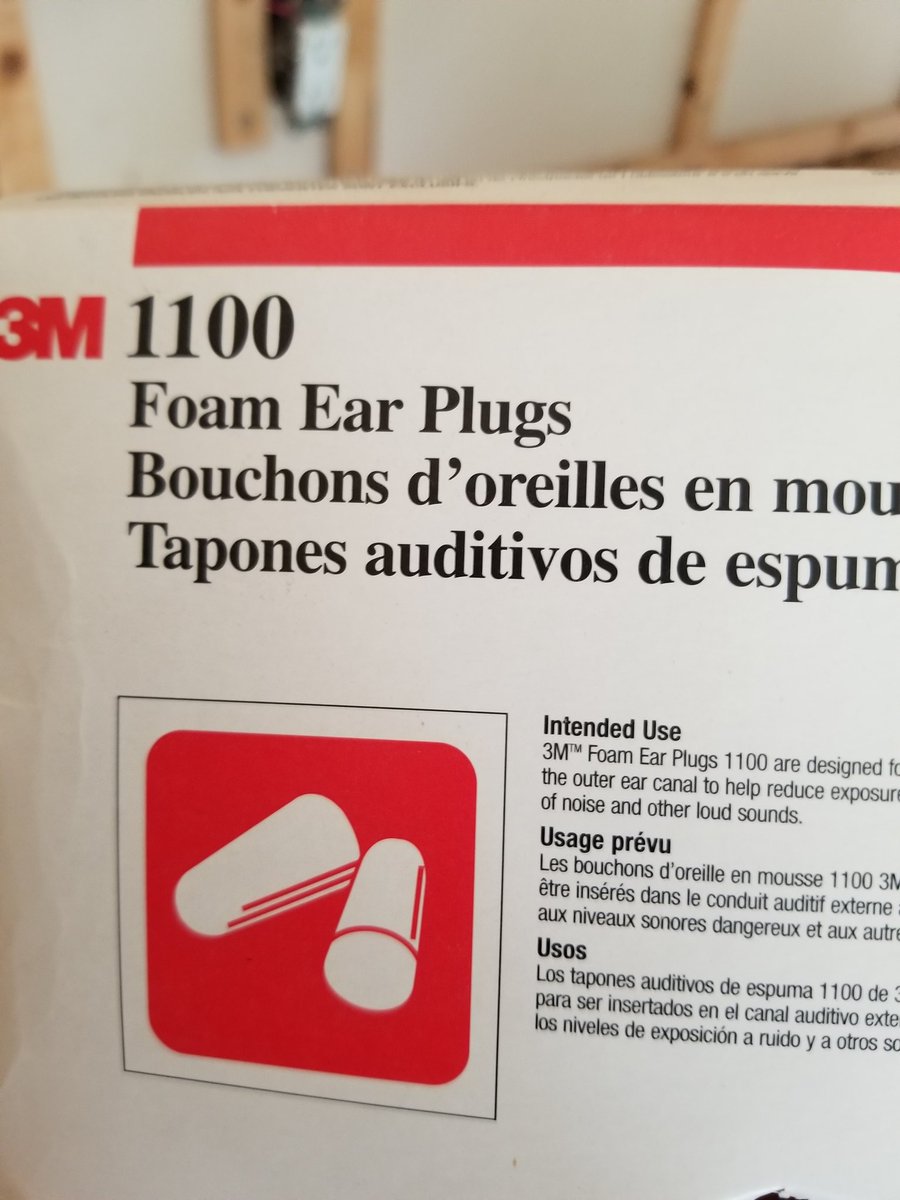 3M 1100
Foam Ear Plugs
Bouchons d'oreilles en mou
Tapones auditivos de espum
Intended Use
3M™ Foam Ear Plugs 1100 are designed fo
the outer ear canal to help reduce exposure
of noise and other loud sounds.
Usage prévu
Les bouchons d'oreille en mousse 1100 3M
être insérés dans le conduit auditif externe
aux niveaux sonores dangereux et aux autre
Usos
Los tapones auditivos de espuma 1100 de 3
para ser insertados en el canal auditivo exte
los niveles de exposición a ruido y a otros so